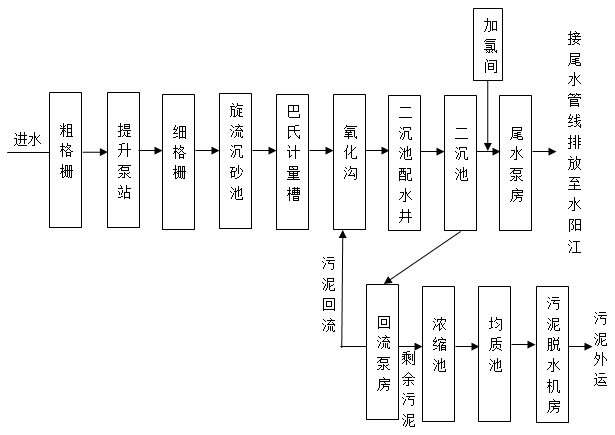 进水
粗格栅
提升泵站
细格栅
旋流沉砂池
巴氏计量槽
氧化沟
二沉池配水井
二沉池
加氯间
尾水泵房
接尾水管线排放至水阳江
污泥回流
回流泵房
剩余污泥
浓缩池
均质池
污泥脱水机房
污泥外运